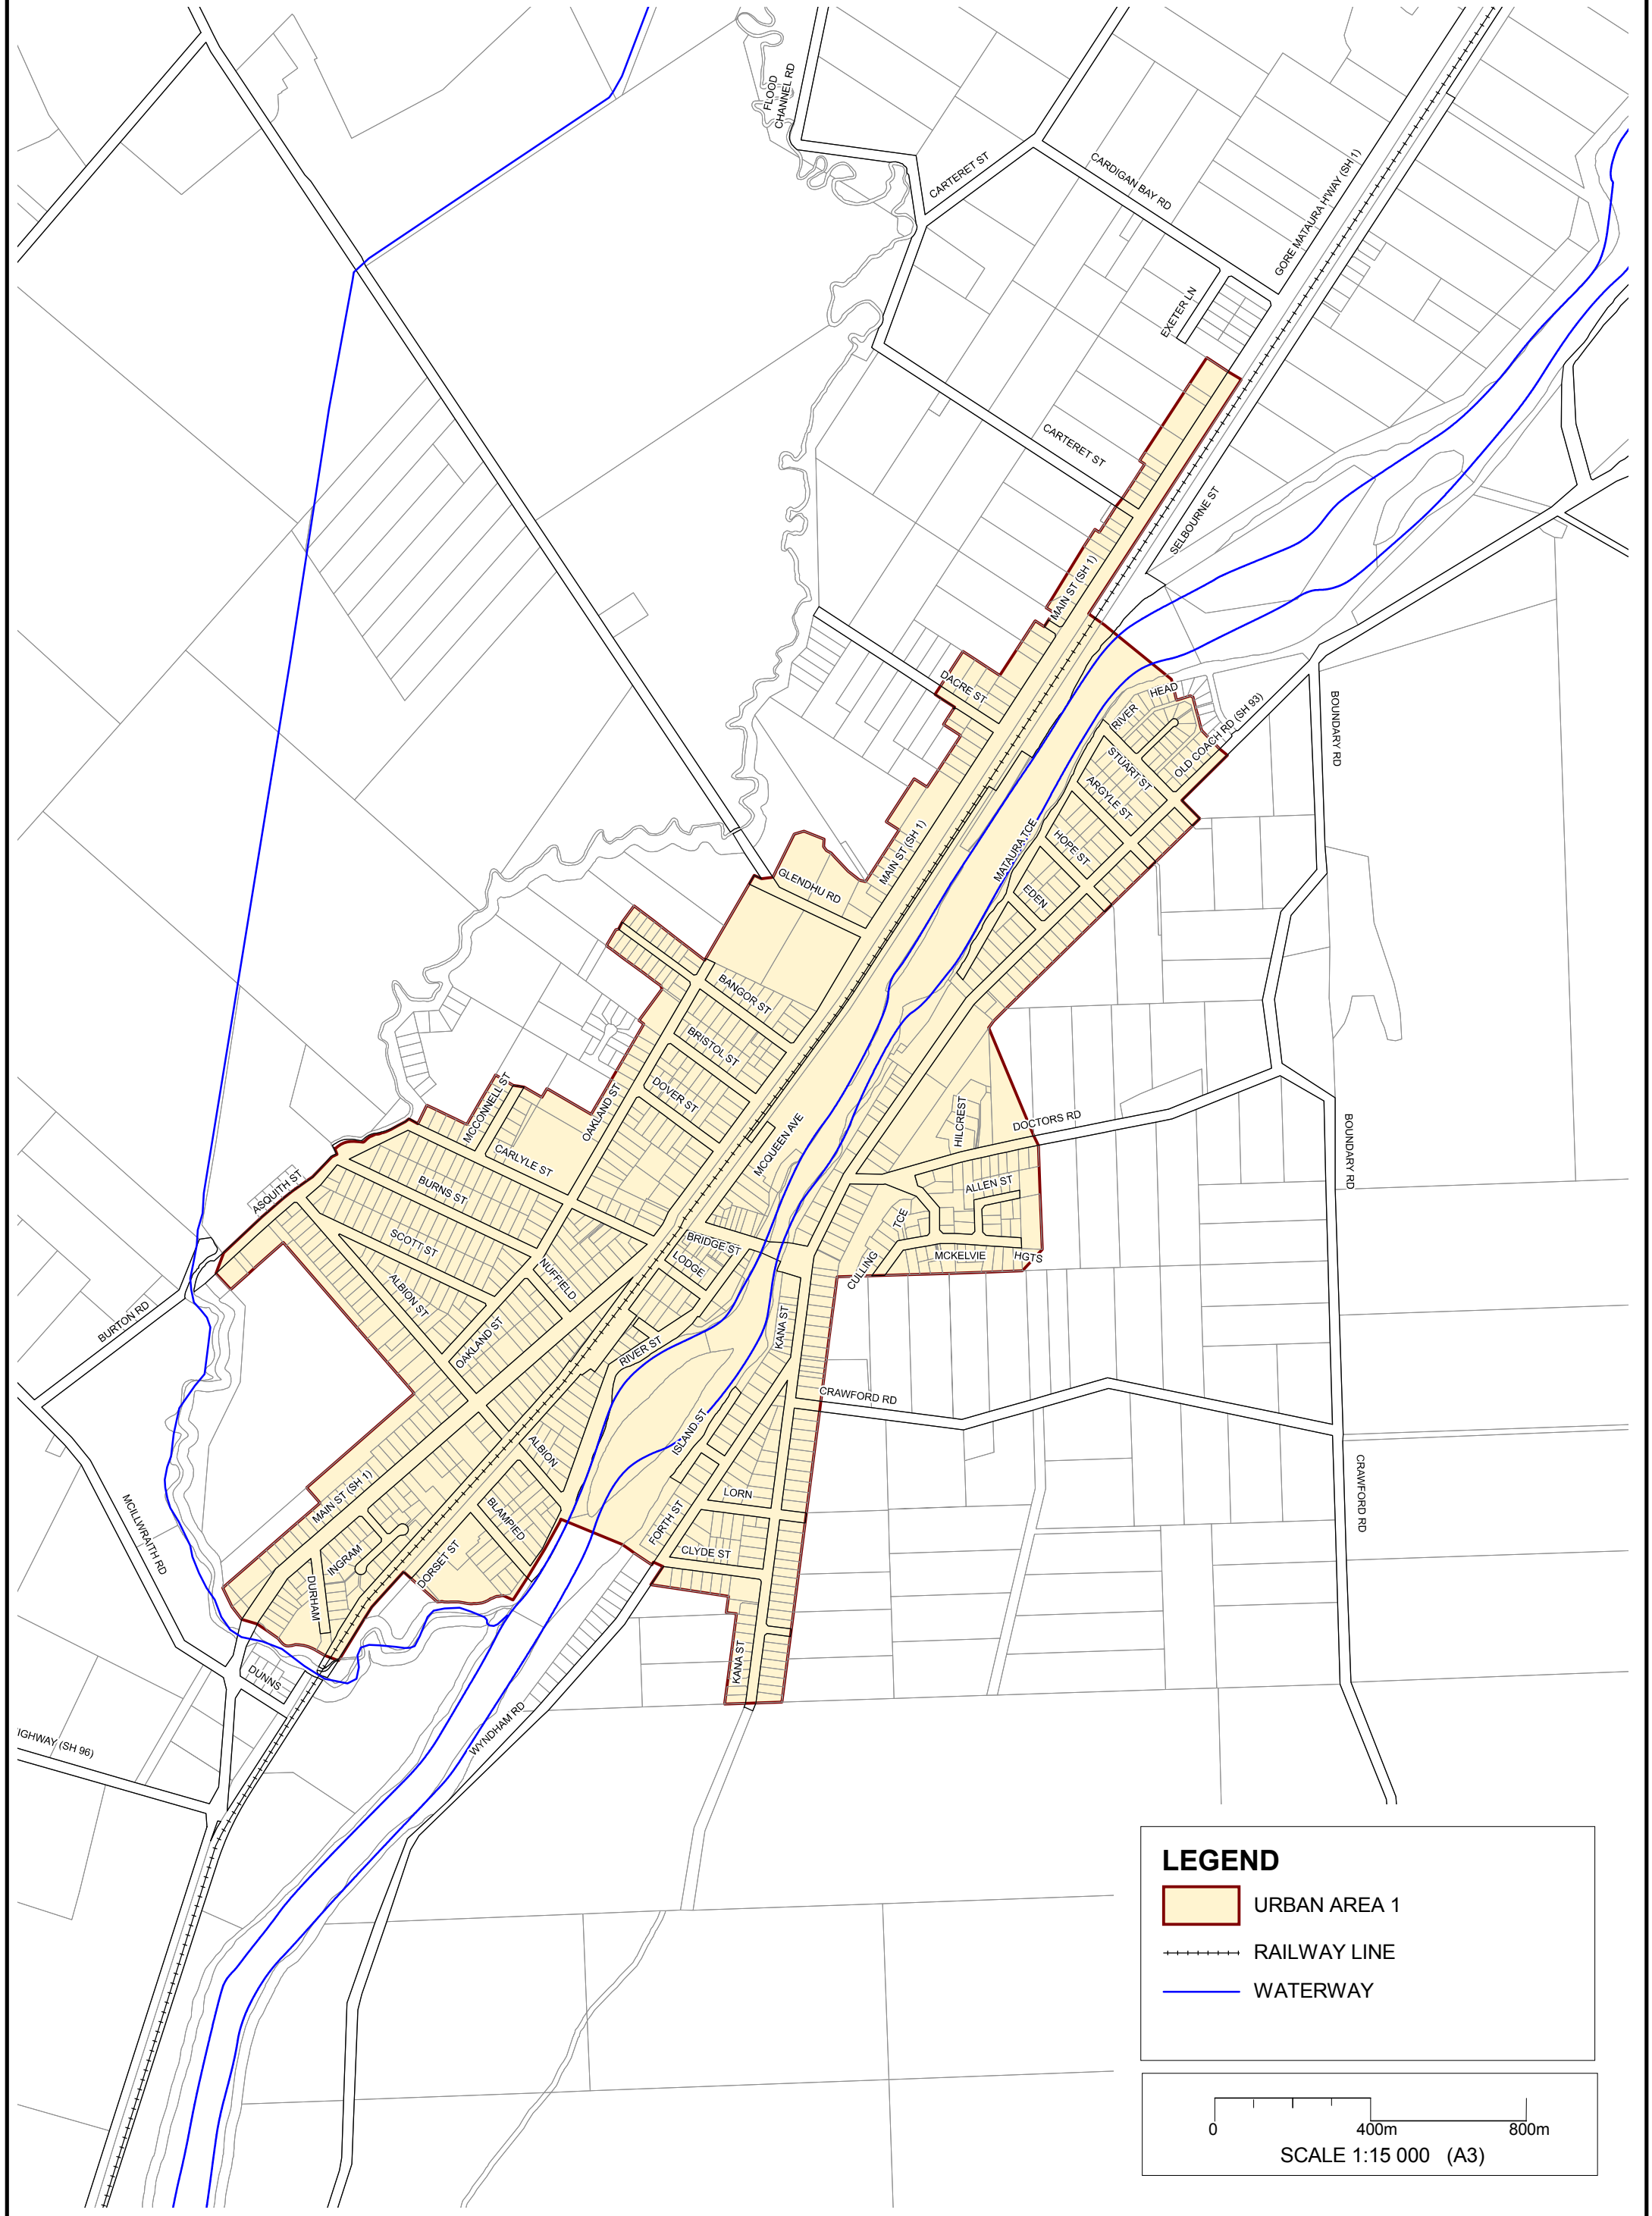 FLOOD
CHANNEL RD
CARTERET ST
CARDIGAN BAY RD
GORE MATAURA H'WAY (SH 1)
EXETER LN
CARTERET ST
SELBOURNE ST
MAIN ST (SH 1)
DACRE ST
HEAD
RIVER
OLD COACH RD (SH 93)
BOUNDARY RD
STUART ST
ARGYLE ST
HOPE ST
MATAURA TCE
EDEN
MAIN ST (SH 1)
GLENDHU RD
BANGOR ST
BRISTOL ST
DOVER ST
OAKLAND ST
MCCONNELL ST
MCQUEEN AVE
HILCREST
DOCTORS RD
BOUNDARY RD
CARLYLE ST
ASQUITH ST
BURNS ST
ALLEN ST
TCE
SCOTT ST
BRIDGE ST
LODGE
MCKELVIE
HGTS
CULLING
NUFFIELD
ALBION ST
BURTON RD
OAKLAND ST
RIVER ST
KANA ST
CRAWFORD RD
ISLAND ST
ALBION
MAIN ST (SH 1)
LORN
CRAWFORD RD
BLAMPIED
FORTH ST
MCILLWRAITH RD
INGRAM
DORSET ST
CLYDE ST
DURHAM
KANA ST
DUNNS
WYNDHAM RD
IGHWAY (SH 96)
LEGEND
URBAN AREA 1
RAILWAY LINE
WATERWAY
0 400m 800m
SCALE 1:15 000 (A3)